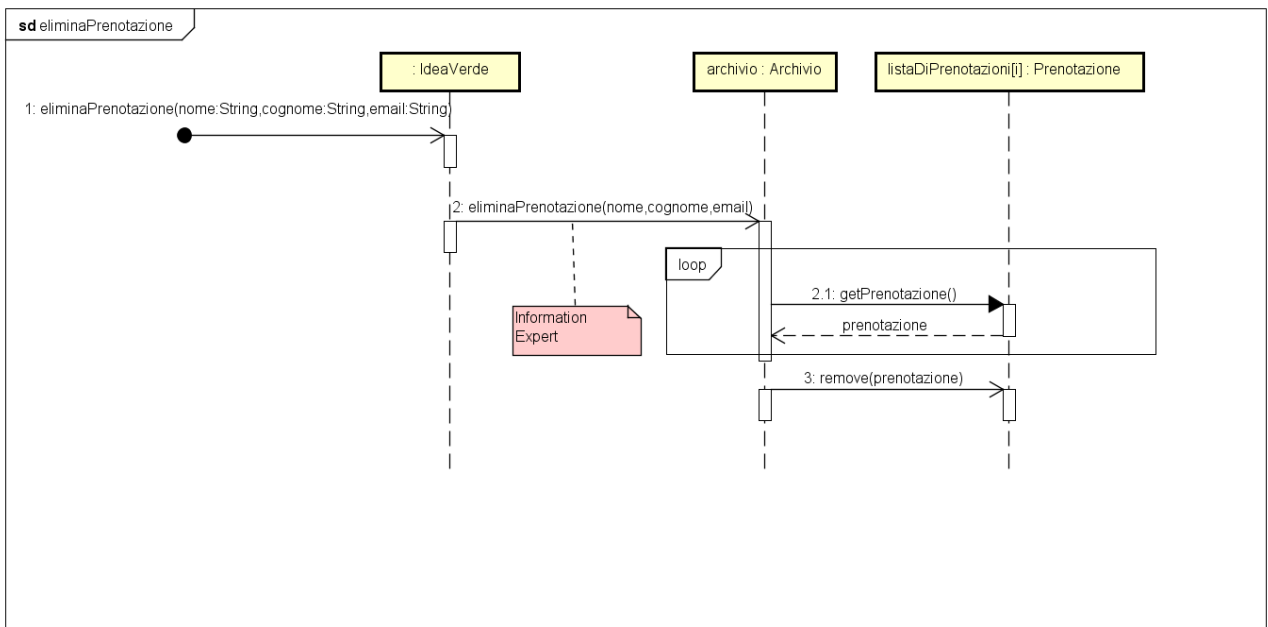 sd eliminaPrenotazione
: IdeaVerde
archivio : Archivio
listaDiPrenotazioni[i] : Prenotazione
1: eliminaPrenotazione(nome:String,cognome:String,email:String)
2: eliminaPrenotazione(nome,cognome,email)
loop
2.1: getPrenotazione()
Information
Expert
prenotazione
3: remove(prenotazione)